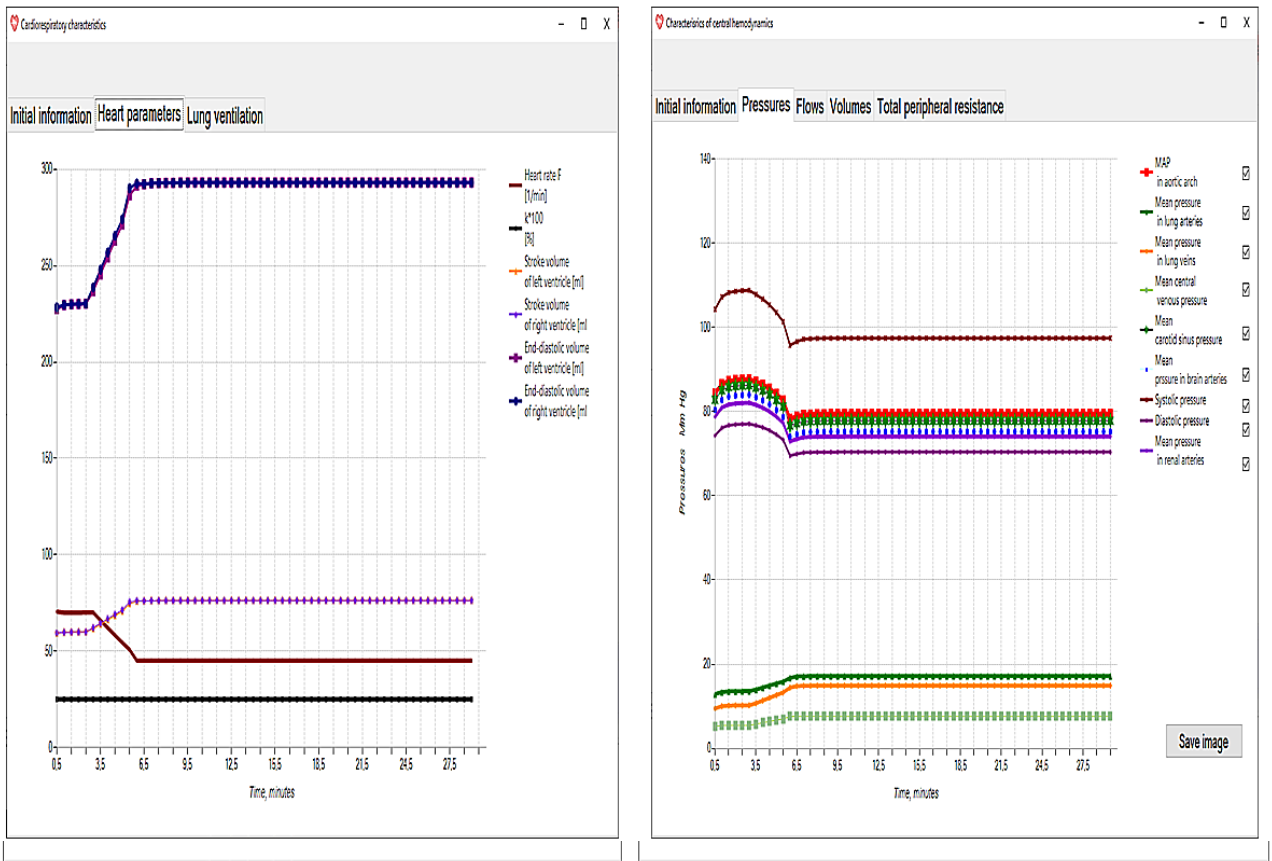 Cardiorespiratory characteristics
Initial information Heart parameters Lung ventilation
300
250
200
150
100
50
0
0,5 3,5 6,5 9,5 12,5 15,5 18,5 21,5 24,5 27,5
Time, minutes
Heart rate F
[1/min]
k*100
[%]
Stroke volume
of left ventricle [ml]
Stroke volume
of right ventricle [ml
End-diastolic volume
of left ventricle [ml]
End-diastolic volume
of right ventricle [ml
Characterisrics of central hemodynamics
Initial information Pressures Flows Volumes Total peripheral resistance
140
120
100
80
60
40
20
0
Pressures Mm Hg
0,5 3,5 6,5 9,5 12,5 15,5 18,5 21,5 24,5 27,5
Time, minutes
MAP
in aortic arch
Mean pressure
in lung arteries
Mean pressure
in lung veins
Mean central
venous pressure
Mean
carotid sinus pressure
Mean
prssure in brain arteries
Systolic pressure
Diastolic pressure
Mean pressure
in renal arteries
Save image